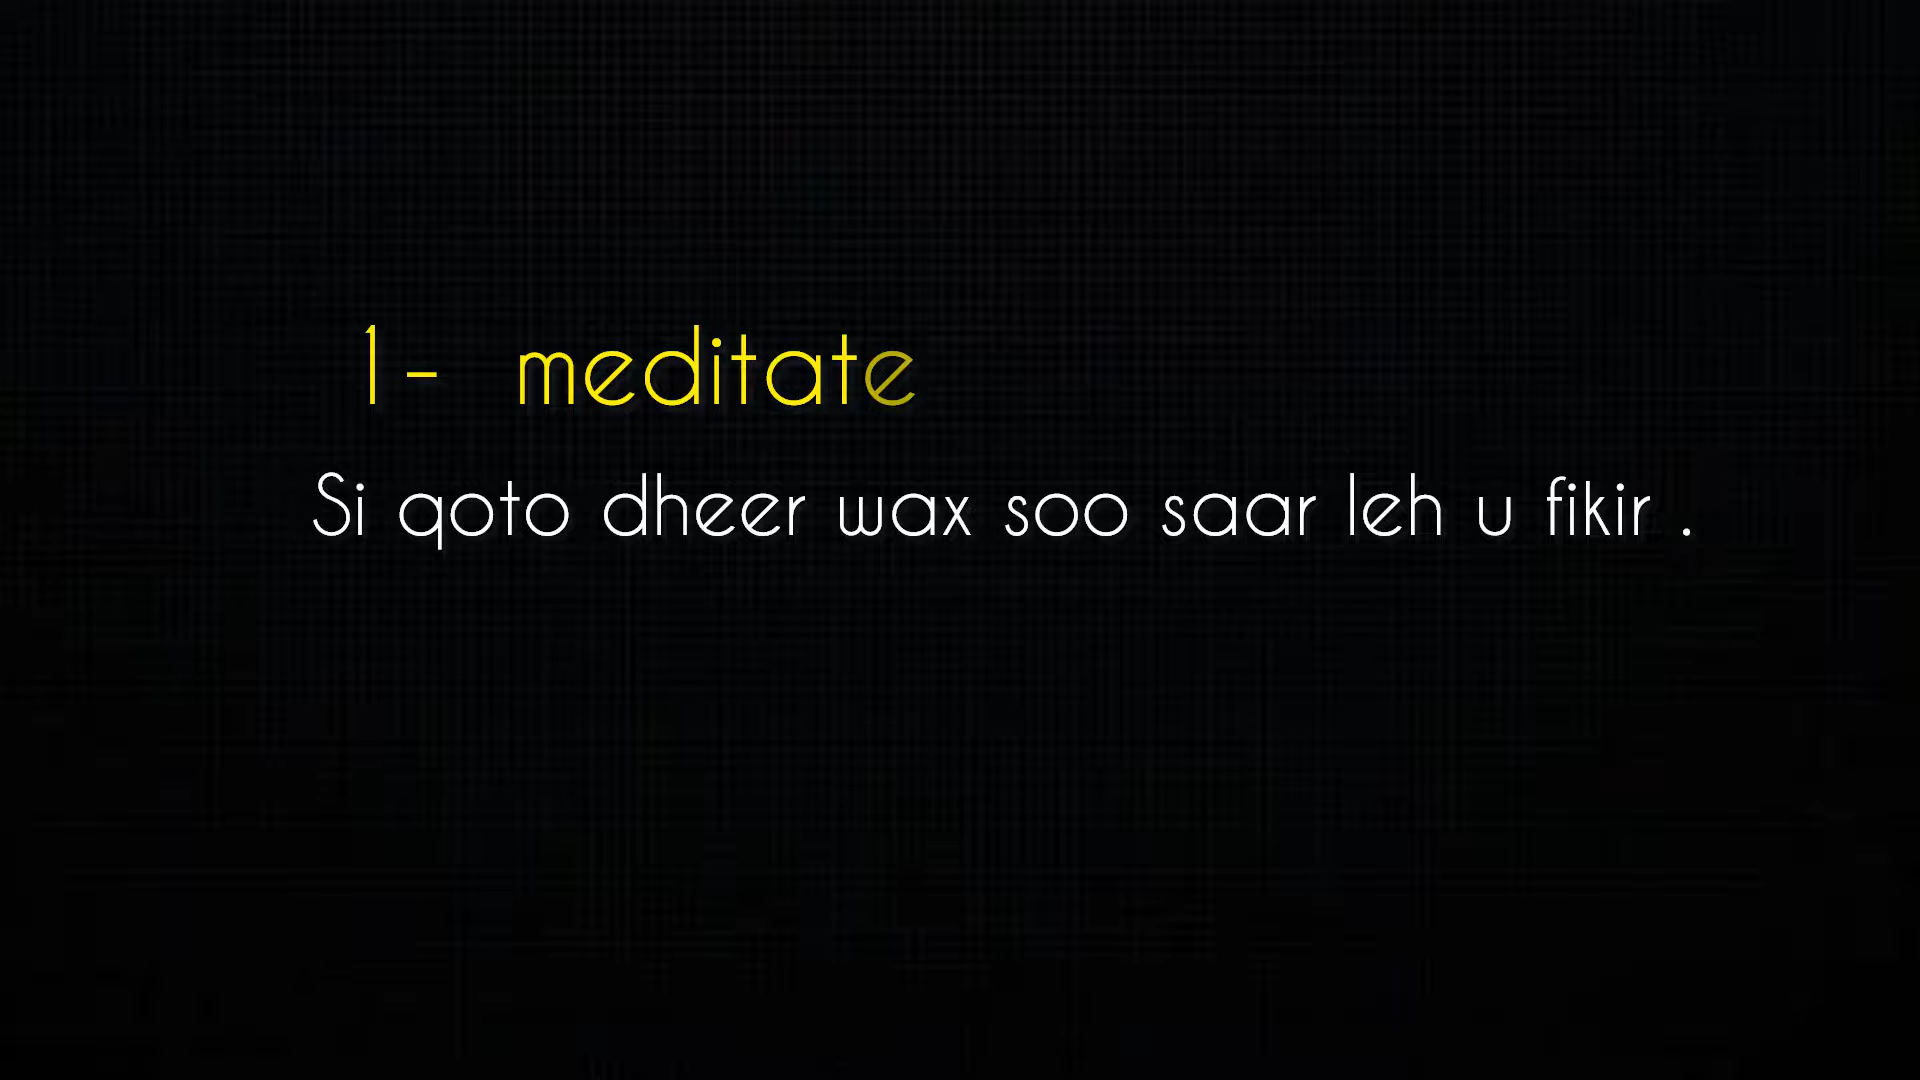 1- meditate
Si qoto dheer wax soo saar leh u fikir .